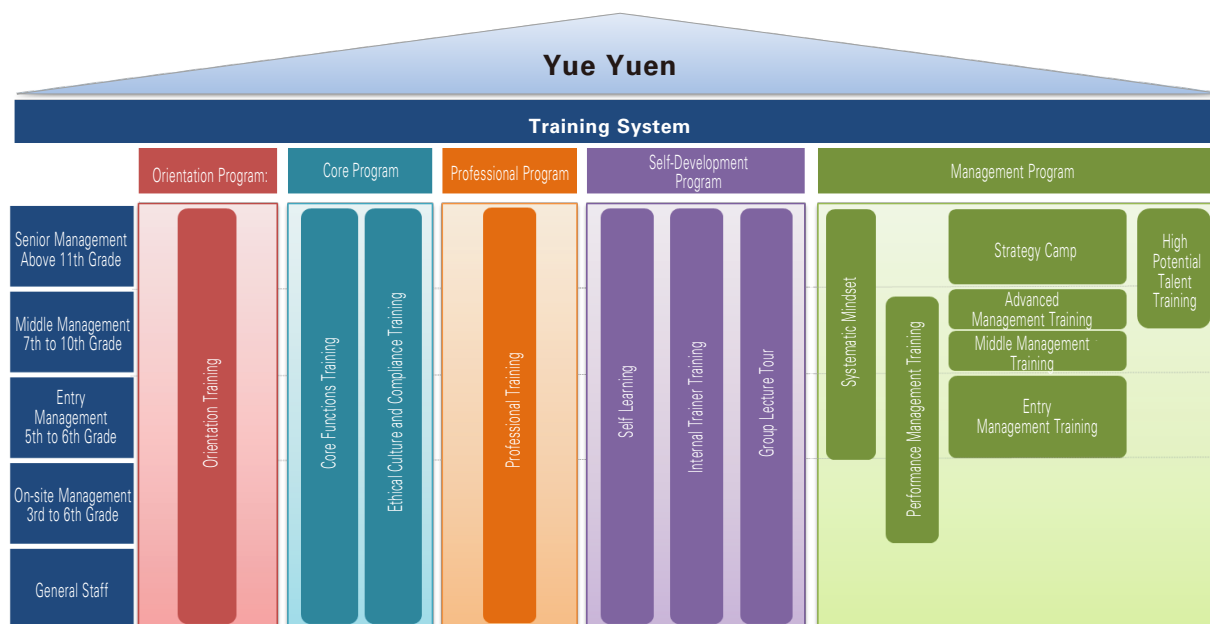 Yue Yuen
Training System
Orientation Program:
Core Program
Professional Program
Self-Development
Program
Management Program
Senior Management
Above 11th Grade
Middle Management
7th to 10th Grade
Entry
Management
5th to 6th Grade
On-site Management
3rd to 6th Grade
General Staff
Orientation Training
Core Functions Training
Ethical Culture and Compliance Training
Professional Training
Self Learning
Internal Trainer Training
Group Lecture Tour
Systematic Mindset
Performance Management Training
Strategy Camp
Advanced
Management Training
Middle Management
Training
Entry
Management Training
High
Potential
Talent
Training